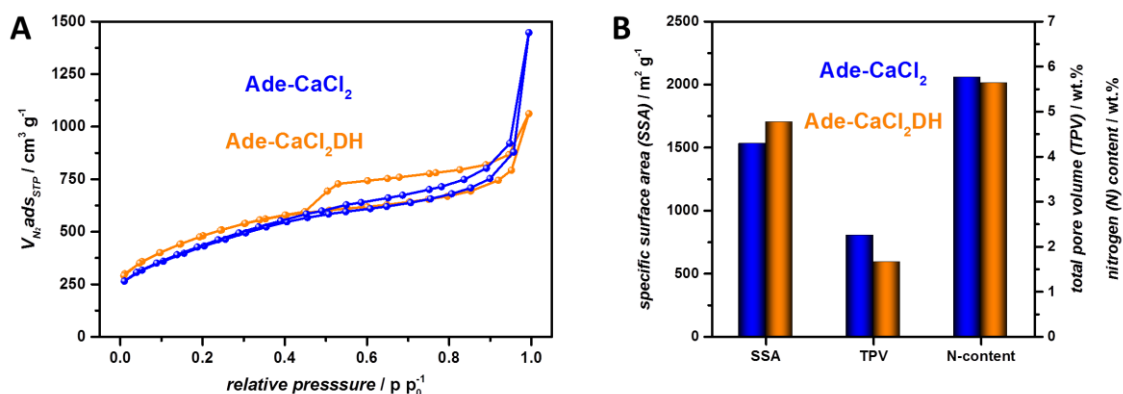 A
1500
1250
1000
750
500
250
0
V_N₂ ads_STP / cm³ g⁻¹
Ade-CaCl₂
Ade-CaCl₂DH
0.0 0.2 0.4 0.6 0.8 1.0
relative presssure / p p₀⁻¹
B
2500
2000
1500
1000
500
0
specific surface area (SSA) / m² g⁻¹
Ade-CaCl₂
Ade-CaCl₂DH
7
6
5
4
3
2
1
0
total pore volume (TPV) / wt.%
nitrogen (N) content / wt.%
SSA TPV N-content